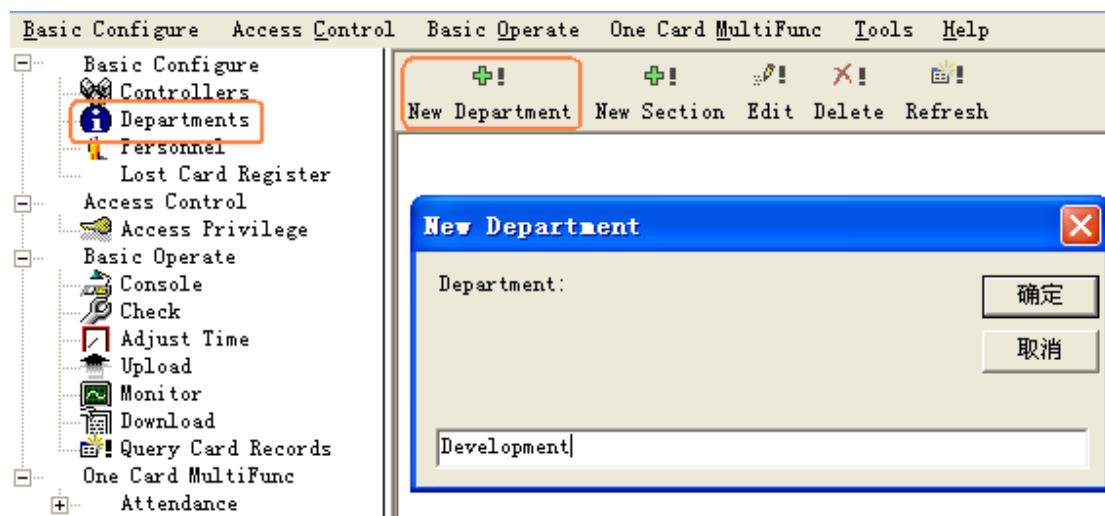 Basic Configure Access Control Basic Operate One Card MultiFunc Tools Help
Basic Configure
Controllers
Departments
Personnel
Lost Card Register
Access Control
Access Privilege
Basic Operate
Console
Check
Adjust Time
Upload
Monitor
Download
Query Card Records
One Card MultiFunc
Attendance
New Department New Section Edit Delete Refresh
New Department
Department:
确定
取消
Development